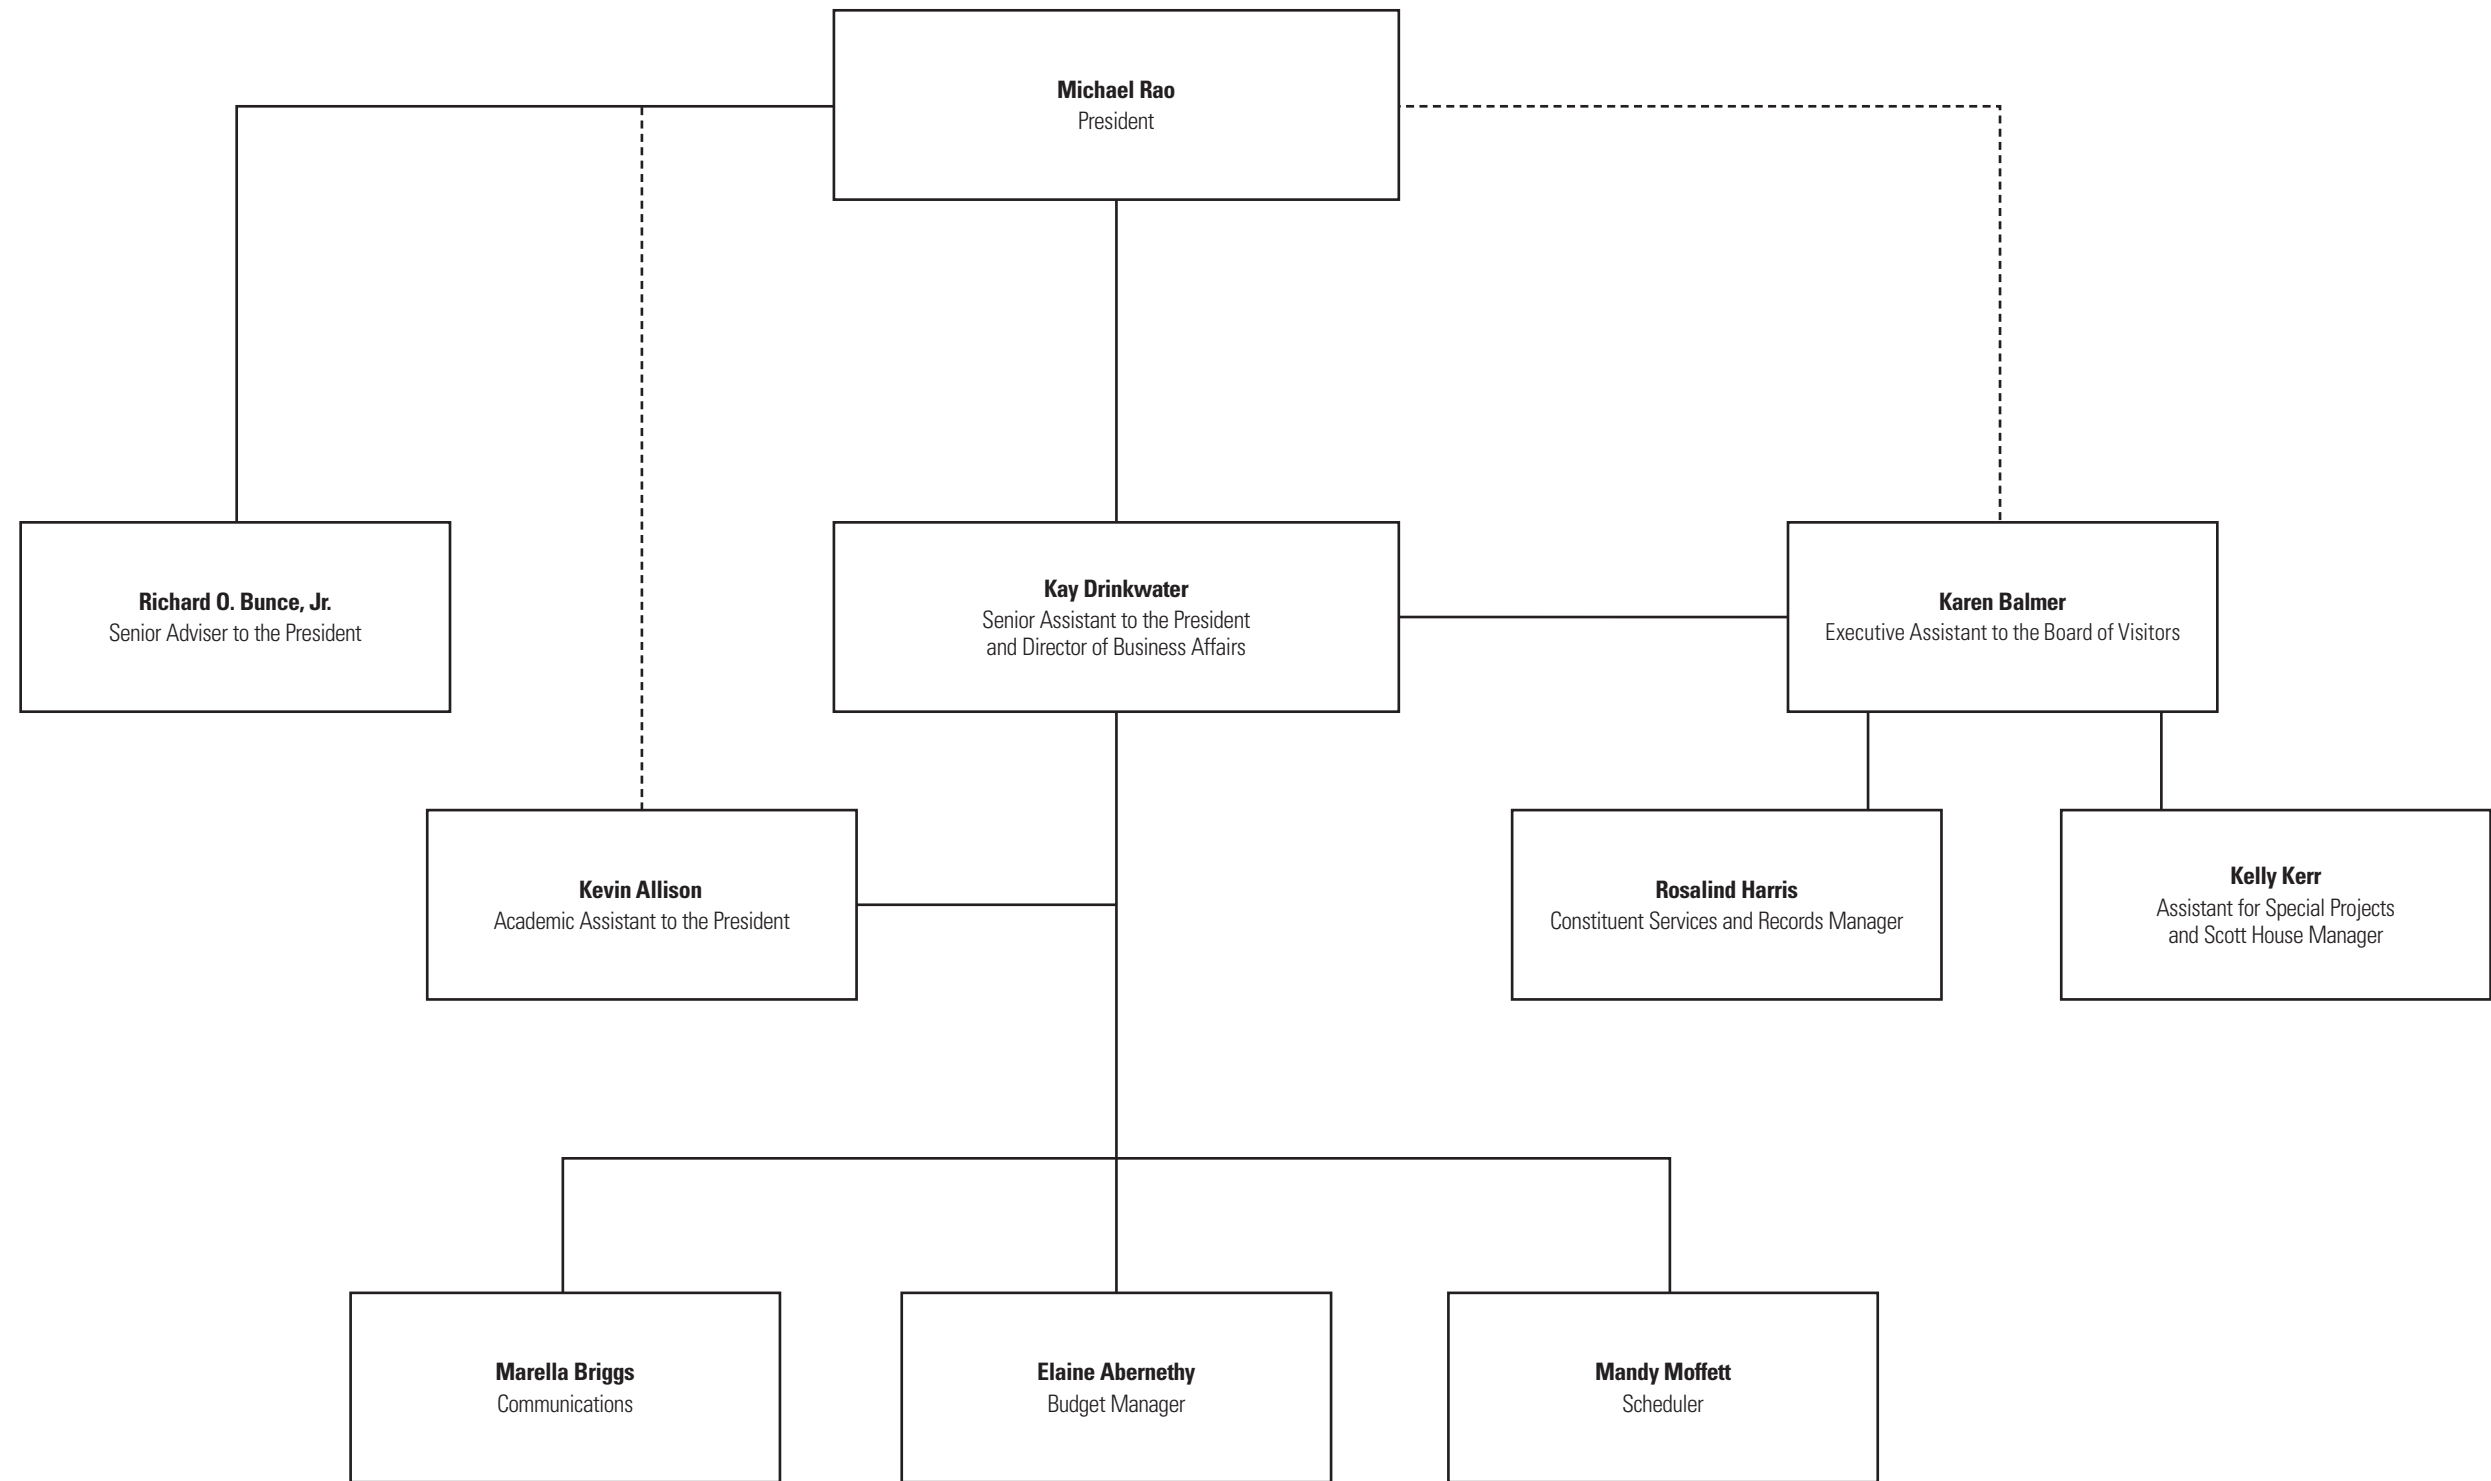 Michael Rao
President
Richard O. Bunce, Jr.
Senior Adviser to the President
Kay Drinkwater
Senior Assistant to the President
and Director of Business Affairs
Karen Balmer
Executive Assistant to the Board of Visitors
Kevin Allison
Academic Assistant to the President
Rosalind Harris
Constituent Services and Records Manager
Kelly Kerr
Assistant for Special Projects
and Scott House Manager
Marella Briggs
Communications
Elaine Abernethy
Budget Manager
Mandy Moffett
Scheduler